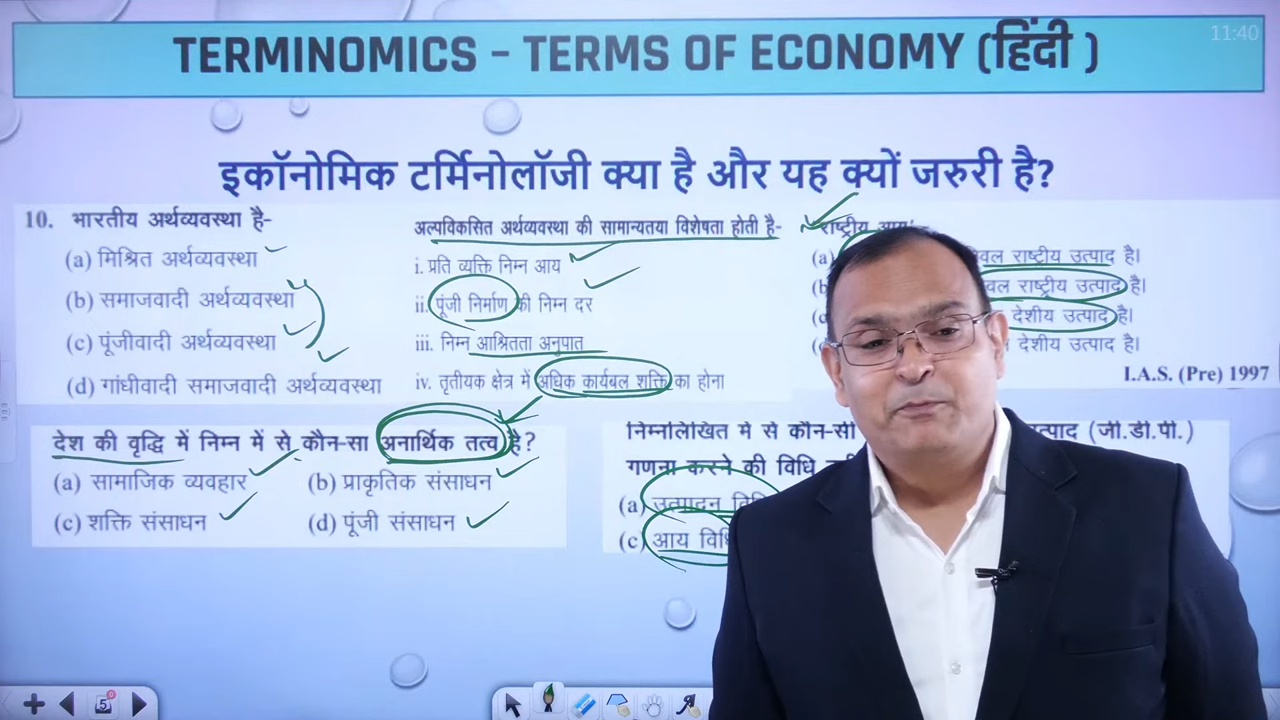 TERMINOMICS - TERMS OF ECONOMY (हिंदी )
11:40
इकॉनोमिक टर्मिनोलॉजी क्या है और यह क्यों जरुरी है?
10. भारतीय अर्थव्यवस्था है-
(a) मिश्रित अर्थव्यवस्था
(b) समाजवादी अर्थव्यवस्था
(c) पूंजीवादी अर्थव्यवस्था
(d) गांधीवादी समाजवादी अर्थव्यवस्था
अल्पविकसित अर्थव्यवस्था की सामान्यतया विशेषता होती है-
i. प्रति व्यक्ति निम्न आय
ii. पूंजी निर्माण की निम्न दर
iii. निम्न आश्रितता अनुपात
iv. तृतीयक क्षेत्र में अधिक कार्यबल शक्ति का होना
राष्ट्रीय आय'
(a) राष्ट्रीय उत्पाद है।
राष्ट्रीय उत्पाद है।
देशीय उत्पाद है।
देशीय उत्पाद है।
I.A.S. (Pre) 1997
देश की वृद्धि में निम्न में से कौन-सा अनार्थिक तत्व है?
(a) सामाजिक व्यवहार (b) प्राकृतिक संसाधन
(c) शक्ति संसाधन (d) पूंजी संसाधन
निम्नलिखित में से कौन-सी (जी.डी.पी.)
गणना करने की विधि
(a) उत्पादन विधि
(c) आय विधि
5